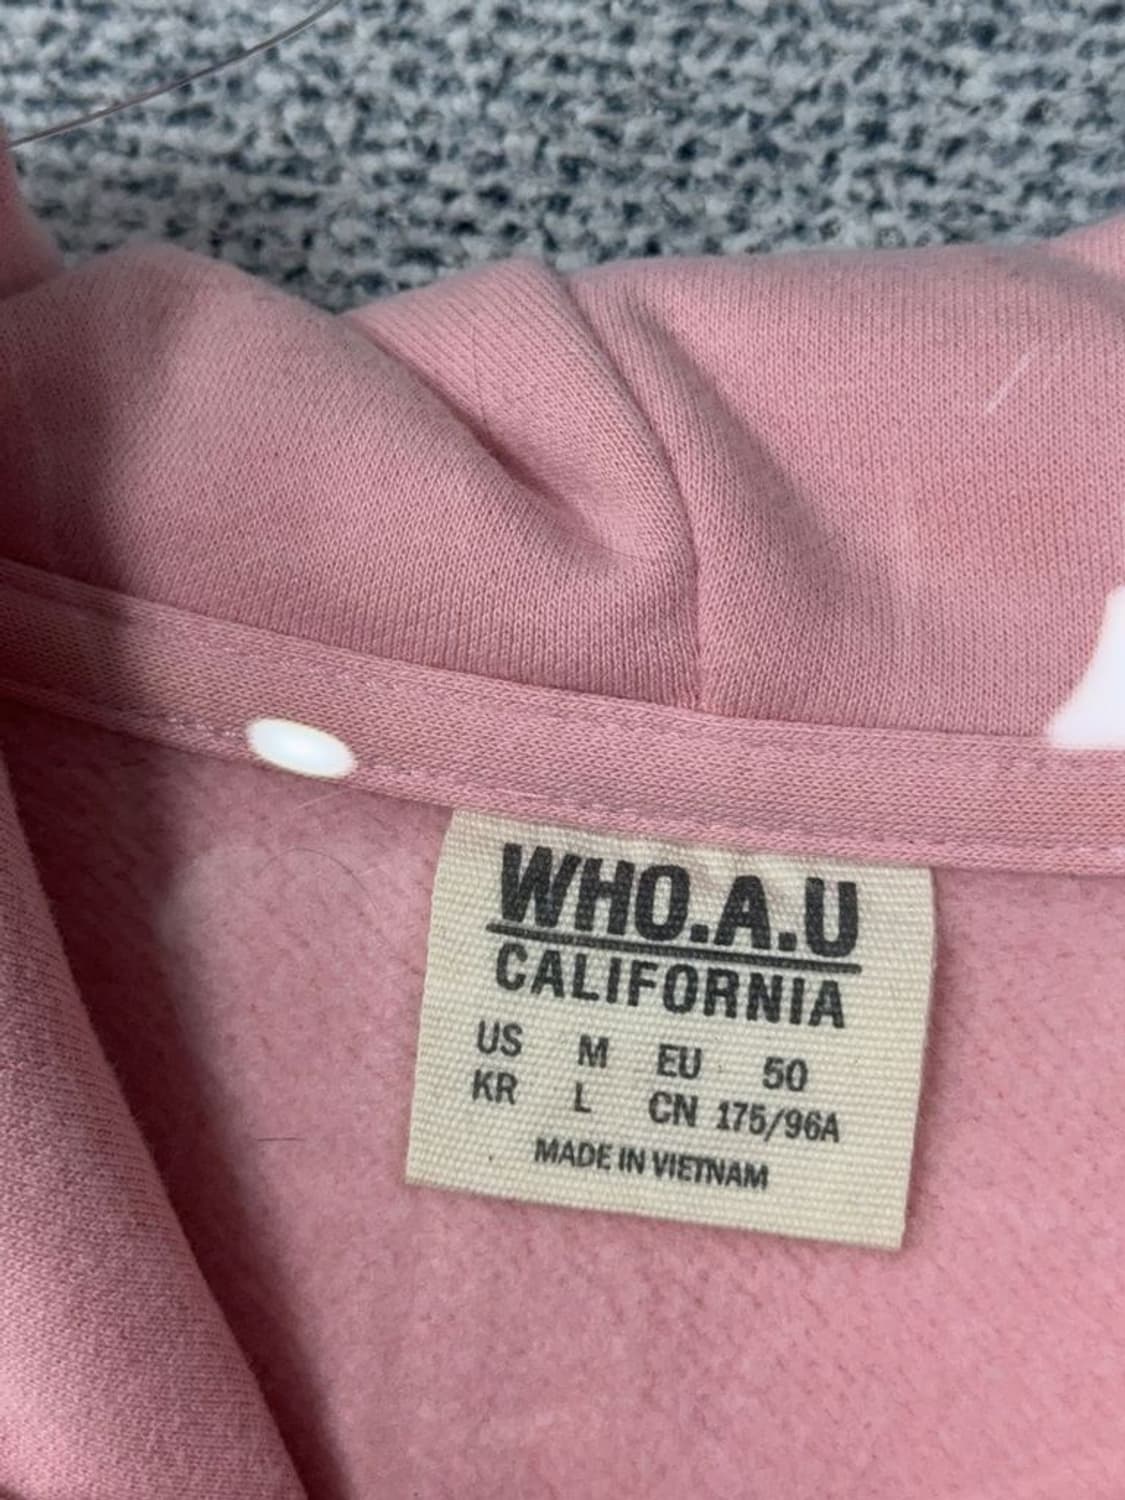 WHO.A.U
CALIFORNIA
US M EU 50
KR L CN 175/96A
MADE IN VIETNAM